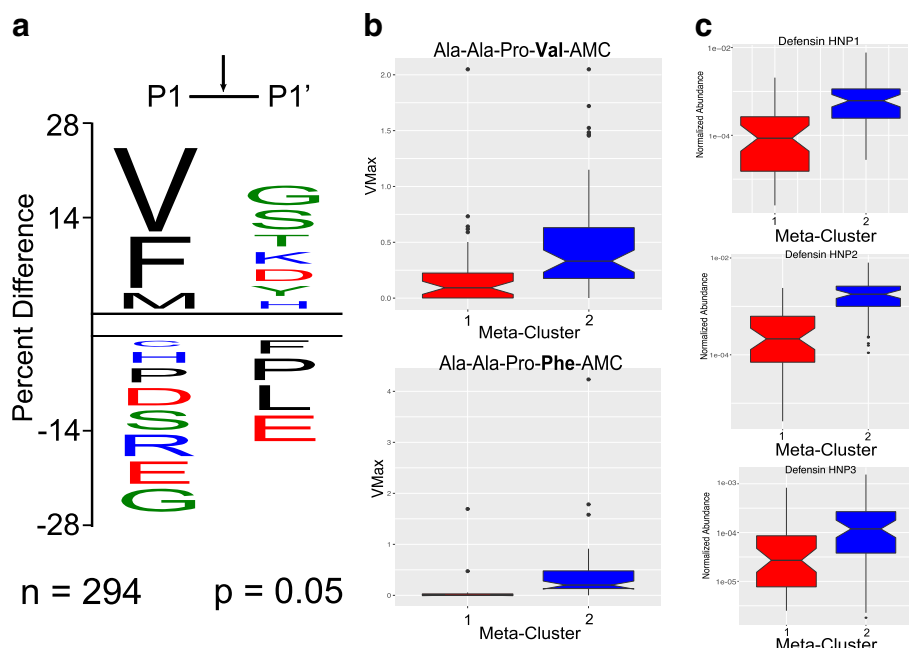 a
P1 P1’
28
14
-14
-28
Percent Difference
V
F
M
G
S
T
K
D
Y
H
C
H
P
D
S
R
E
G
F
P
L
E
n = 294
p = 0.05
b
Ala-Ala-Pro-Val-AMC
2.0
1.5
1.0
0.5
0.0
VMax
1 2
Meta-Cluster
Ala-Ala-Pro-Phe-AMC
4
3
2
1
0
VMax
1 2
Meta-Cluster
c
Defensin HNP1
1e-02
1e-04
Normalized Abundance
1 2
Meta-Cluster
Defensin HNP2
1e-02
1e-04
Normalized Abundance
1 2
Meta-Cluster
Defensin HNP3
1e-03
1e-04
1e-05
Normalized Abundance
1 2
Meta-Cluster